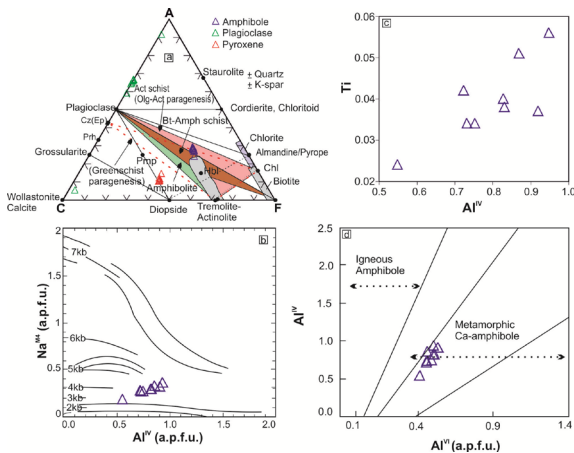 A
Amphibole
Plagioclase
Pyroxene
a
Staurolite
± Quartz
± K-spar
Act schist
(Olg-Act paragenesis)
Plagioclase
Cordierite, Chloritoid
Cz(Ep)
Bt-Amph schist
Prh
Chlorite
Grossularite
Almandine/Pyrope
Pmp
Hbl
Chl
(Greenschist
paragenesis)
Amphibolite
Biotite
Wollastonite
Calcite
C
Diopside
Tremolite-
Actinolite
F
c
Ti
0.06
0.05
0.04
0.03
0.02
0.5 0.6 0.7 0.8 0.9 1.0
Al^IV
b
Na^M4 (a.p.f.u.)
2
1.5
1
0.5
0
7kb
6kb
5kb
4kb
3kb
2kb
0.0 0.5 1.0 1.5 2.0
Al^IV (a.p.f.u.)
d
Al^IV
2.5
2.0
1.5
1.0
0.5
0.0
Igneous
Amphibole
Metamorphic
Ca-amphibole
0.1 0.4 0.9 1.4
Al^VI (a.p.f.u.)